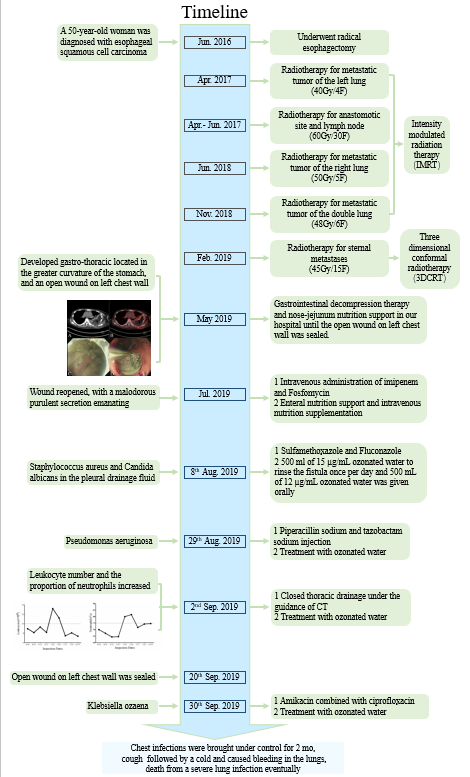 Timeline
A 50-year-old woman was
diagnosed with esophageal
squamous cell carcinoma
Jun. 2016
Underwent radical
esophagectomy
Apr. 2017
Radiotherapy for metastatic
tumor of the left lung
(40Gy/4F)
Apr.- Jun. 2017
Radiotherapy for anastomotic
site and lymph node
(60Gy/30F)
Jun. 2018
Radiotherapy for metastatic
tumor of the right lung
(50Gy/5F)
Nov. 2018
Radiotherapy for metastatic
tumor of the double lung
(48Gy/6F)
Intensity
modulated
radiation
therapy
(IMRT)
Feb. 2019
Radiotherapy for sternal
metastases
(45Gy/15F)
Three
dimensional
conformal
radiotherapy
(3DCRT)
Developed gastro-thoracic located in
the greater curvature of the stomach,
and an open wound on left chest wall
May 2019
Gastrointestinal decompression therapy
and nose-jejunum nutrition support in our
hospital until the open wound on left chest
wall was sealed.
Wound reopened, with a malodorous
purulent secretion emanating
Jul. 2019
1 Intravenous administration of imipenem
and Fosfomycin
2 Enteral nutrition support and intravenous
nutrition supplementation
Staphylococcus aureus and Candida
albicans in the pleural drainage fluid
8th Aug. 2019
1 Sulfamethoxazole and Fluconazole
2 500 ml of 15 μg/mL ozonated water to
rinse the fistula once per day and 500 mL
of 12 μg/mL ozonated water was given
orally
Pseudomonas aeruginosa
29th Aug. 2019
1 Piperacillin sodium and tazobactam
sodium injection
2 Treatment with ozonated water
Leukocyte number and the
proportion of neutrophils increased
2nd Sep. 2019
1 Closed thoracic drainage under the
guidance of CT
2 Treatment with ozonated water
Open wound on left chest wall was sealed
20th Sep. 2019
Klebsiella ozaena
30th Sep. 2019
1 Amikacin combined with ciprofloxacin
2 Treatment with ozonated water
Chest infections were brought under control for 2 mo,
cough followed by a cold and caused bleeding in the lungs,
death from a severe lung infection eventually